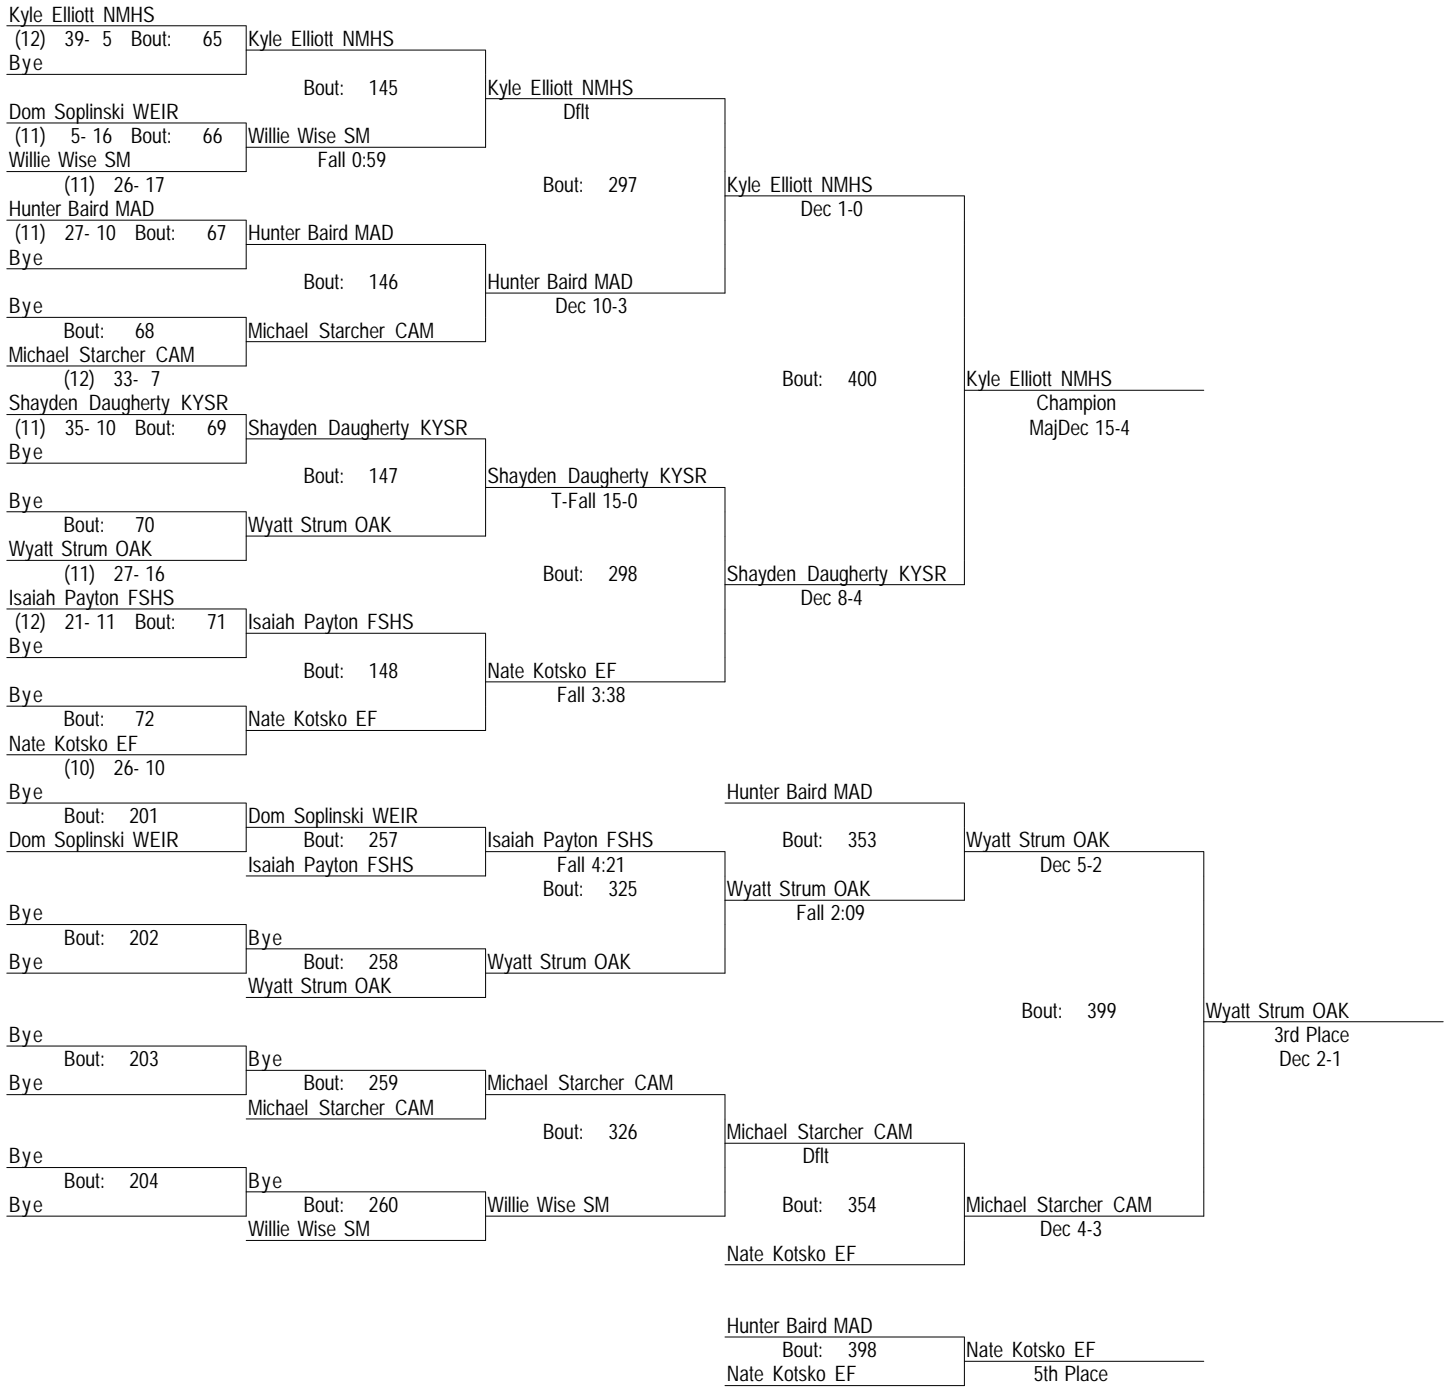 Kyle Elliott NMHS
(12) 39- 5 Bout: 65 Kyle Elliott NMHS
Bye
Bout: 145 Kyle Elliott NMHS
Dom Soplinski WEIR Dflt
(11) 5- 16 Bout: 66 Willie Wise SM
Willie Wise SM Fall 0:59
(11) 26- 17 Bout: 297 Kyle Elliott NMHS
Hunter Baird MAD Dec 1-0
(11) 27- 10 Bout: 67 Hunter Baird MAD
Bye
Bout: 146 Hunter Baird MAD
Bye Dec 10-3
Bout: 68 Michael Starcher CAM
Michael Starcher CAM
(12) 33- 7 Bout: 400 Kyle Elliott NMHS
Shayden Daugherty KYSR Champion
(11) 35- 10 Bout: 69 Shayden Daugherty KYSR MajDec 15-4
Bye
Bout: 147 Shayden Daugherty KYSR
Bye T-Fall 15-0
Bout: 70 Wyatt Strum OAK
Wyatt Strum OAK
(11) 27- 16 Bout: 298 Shayden Daugherty KYSR
Isaiah Payton FSHS Dec 8-4
(12) 21- 11 Bout: 71 Isaiah Payton FSHS
Bye
Bout: 148 Nate Kotsko EF
Bye Fall 3:38
Bout: 72 Nate Kotsko EF
Nate Kotsko EF
(10) 26- 10
Bye Hunter Baird MAD
Bout: 201 Dom Soplinski WEIR
Dom Soplinski WEIR Bout: 257 Isaiah Payton FSHS Bout: 353 Wyatt Strum OAK
Isaiah Payton FSHS Fall 4:21 Dec 5-2
Bout: 325 Wyatt Strum OAK
Bye Fall 2:09
Bout: 202 Bye
Bye Bout: 258 Wyatt Strum OAK
Wyatt Strum OAK
Bout: 399 Wyatt Strum OAK
Bye 3rd Place
Bout: 203 Bye Dec 2-1
Bye Bout: 259 Michael Starcher CAM
Michael Starcher CAM
Bout: 326 Michael Starcher CAM
Bye Dflt
Bout: 204 Bye
Bye Bout: 260 Willie Wise SM Bout: 354 Michael Starcher CAM
Willie Wise SM Dec 4-3
Nate Kotsko EF
Hunter Baird MAD
Bout: 398 Nate Kotsko EF
Nate Kotsko EF 5th Place